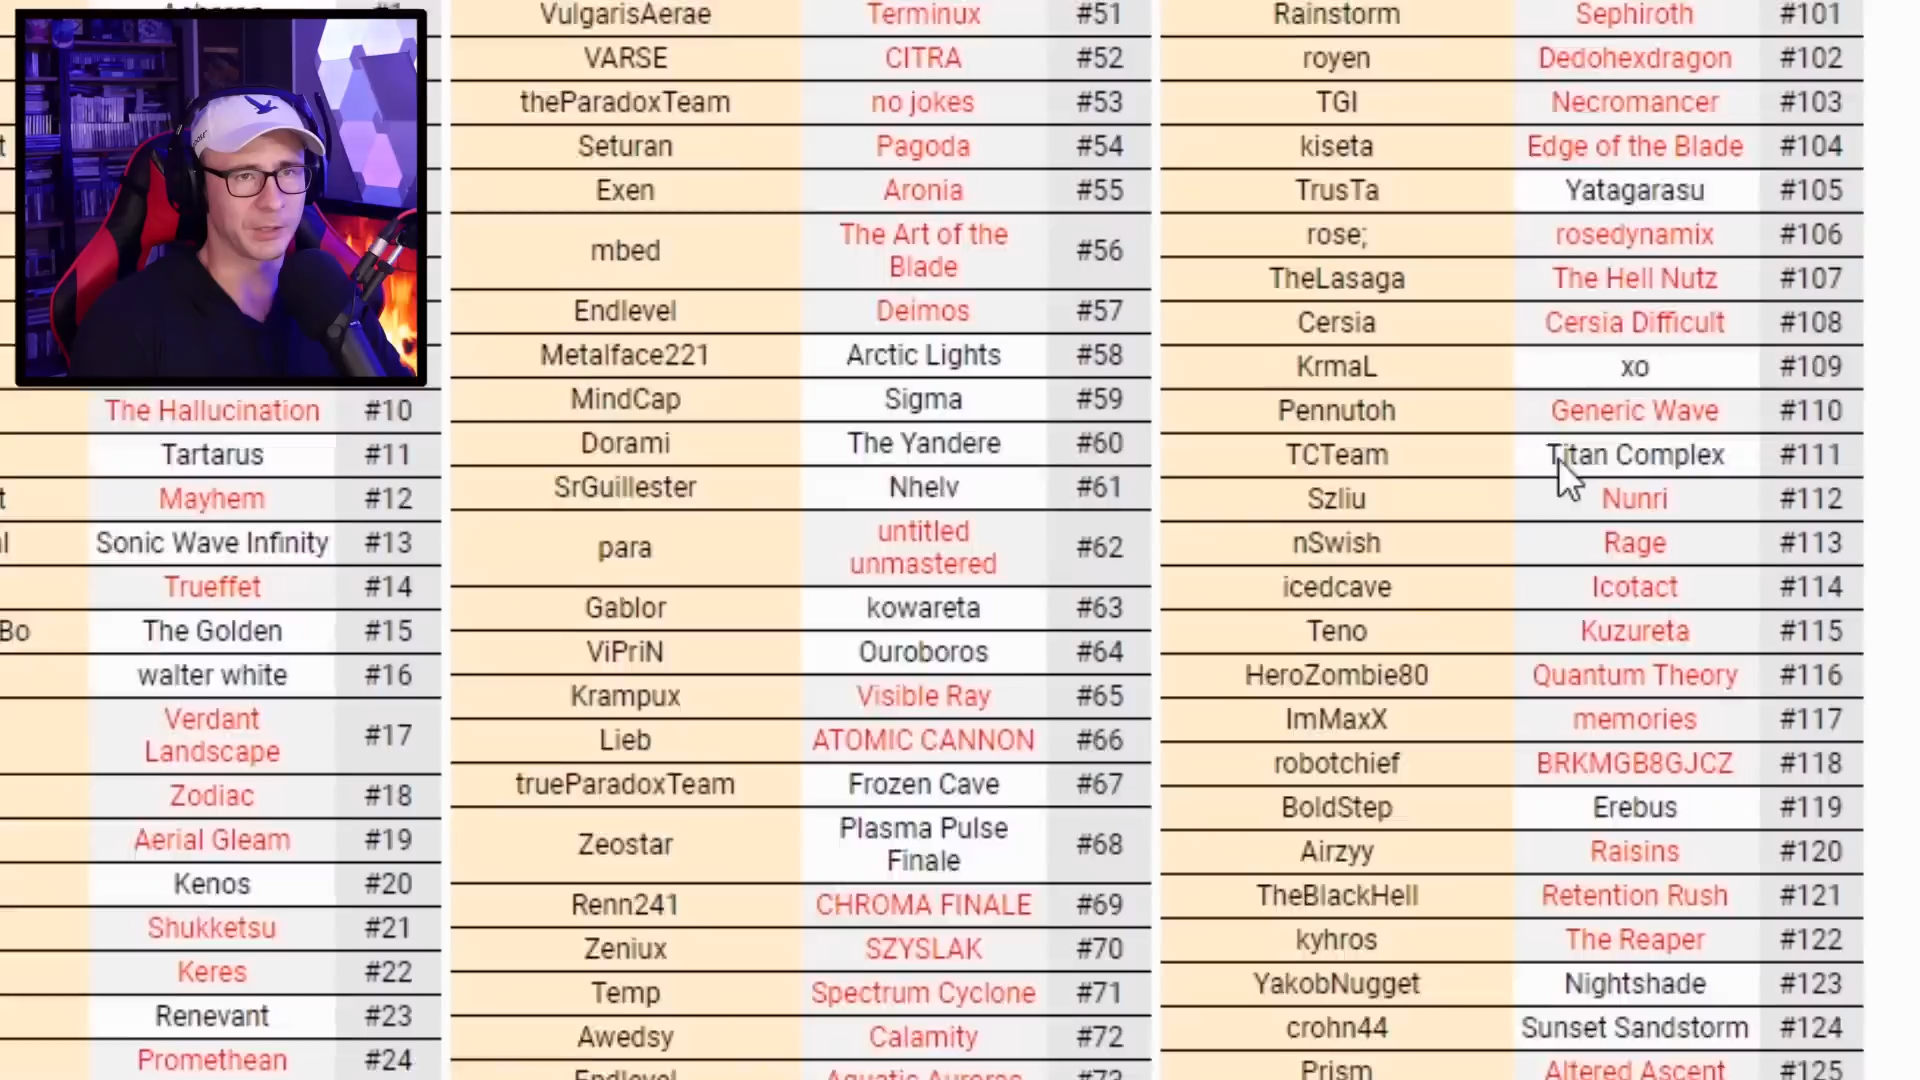 #1
VulgarisAerae Terminux #51
VARSE CITRA #52
theParadoxTeam no jokes #53
Seturan Pagoda #54
Exen Aronia #55
mbed The Art of the
Blade #56
Endlevel Deimos #57
Metalface221 Arctic Lights #58
MindCap Sigma #59
Dorami The Yandere #60
SrGuillester Nhelv #61
para untitled
unmastered #62
Gablor kowareta #63
ViPriN Ouroboros #64
Krampux Visible Ray #65
Lieb ATOMIC CANNON #66
trueParadoxTeam Frozen Cave #67
Zeostar Plasma Pulse
Finale #68
Renn241 CHROMA FINALE #69
Zeniux SZYSLAK #70
Temp Spectrum Cyclone #71
Awedsy Calamity #72
Endlevel Aquatic Auroras #73
Rainstorm Sephiroth #101
royen Dedohexdragon #102
TGI Necromancer #103
kiseta Edge of the Blade #104
TrusTa Yatagarasu #105
rose; rosedynamix #106
TheLasaga The Hell Nutz #107
Cersia Cersia Difficult #108
KrmaL xo #109
Pennutoh Generic Wave #110
TCTeam Titan Complex #111
Szliu Nunri #112
nSwish Rage #113
icedcave Icotact #114
Teno Kuzureta #115
HeroZombie80 Quantum Theory #116
ImMaxX memories #117
robotchief BRKMGB8GJCZ #118
BoldStep Erebus #119
Airzyy Raisins #120
TheBlackHell Retention Rush #121
kyhros The Reaper #122
YakobNugget Nightshade #123
crohn44 Sunset Sandstorm #124
Prism Altered Ascent #125
The Hallucination #10
Tartarus #11
t Mayhem #12
Sonic Wave Infinity #13
Trueffet #14
Bo The Golden #15
walter white #16
Verdant
Landscape #17
Zodiac #18
Aerial Gleam #19
Kenos #20
Shukketsu #21
Keres #22
Renevant #23
Promethean #24